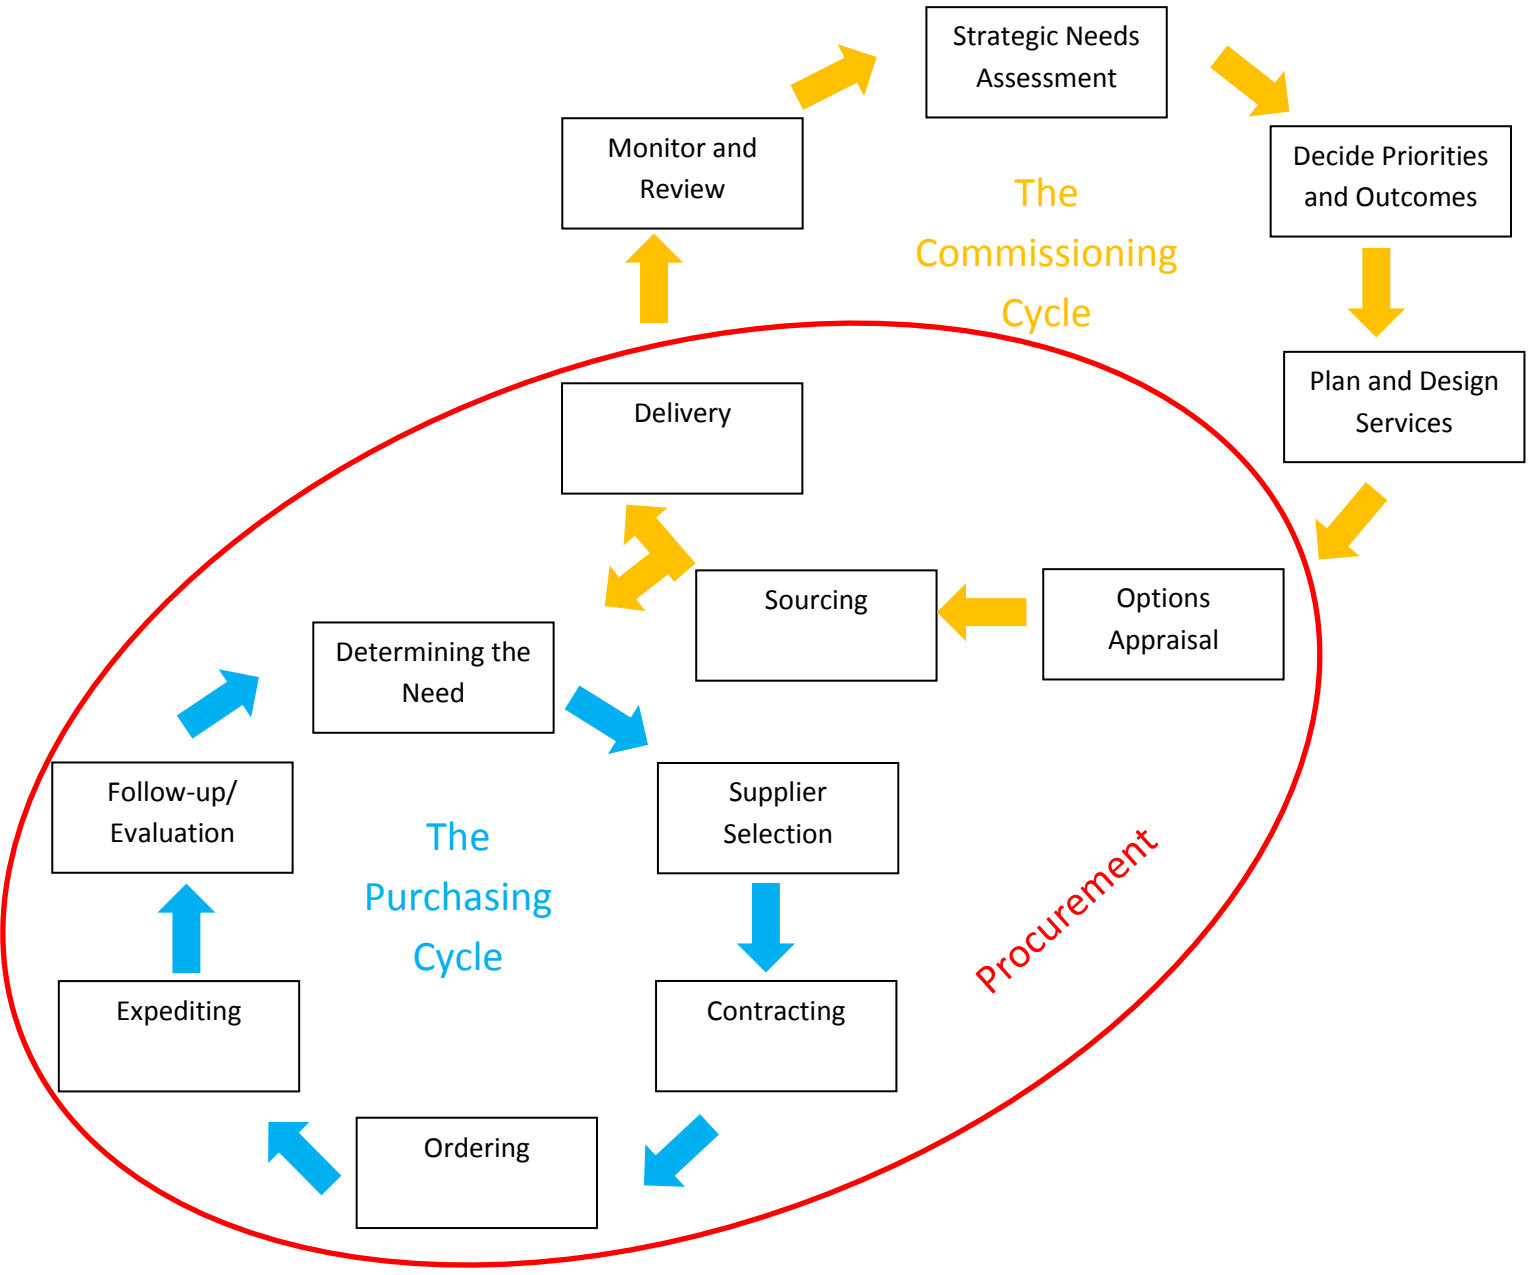 Strategic Needs
Assessment
Monitor and
Review
Decide Priorities
and Outcomes
The
Commissioning
Cycle
Plan and Design
Services
Delivery
Sourcing
Options
Appraisal
Determining the
Need
Follow-up/
Evaluation
Supplier
Selection
The
Purchasing
Cycle
Procurement
Expediting
Contracting
Ordering